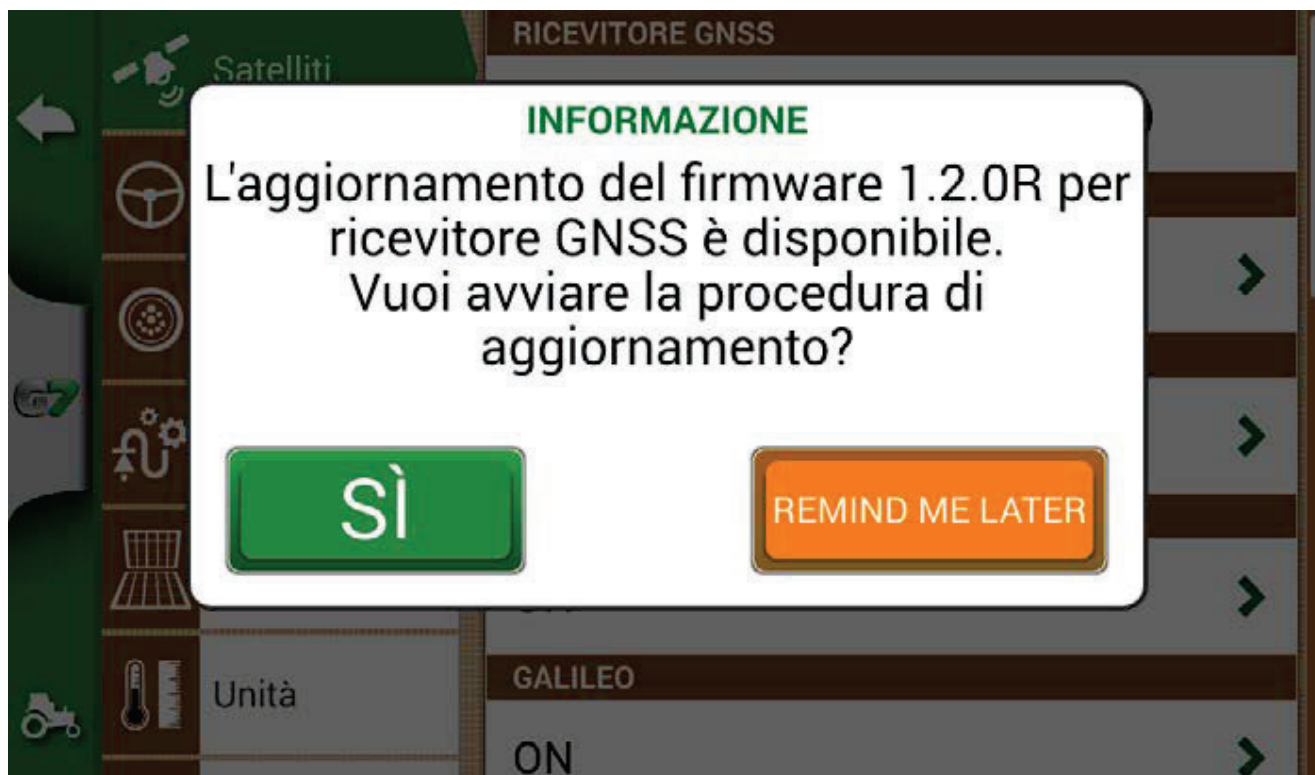 Satelliti
RICEVITORE GNSS
INFORMAZIONE
L'aggiornamento del firmware 1.2.0R per
ricevitore GNSS è disponibile.
Vuoi avviare la procedura di
aggiornamento?
SÌ
REMIND ME LATER
Unità
GALILEO
ON